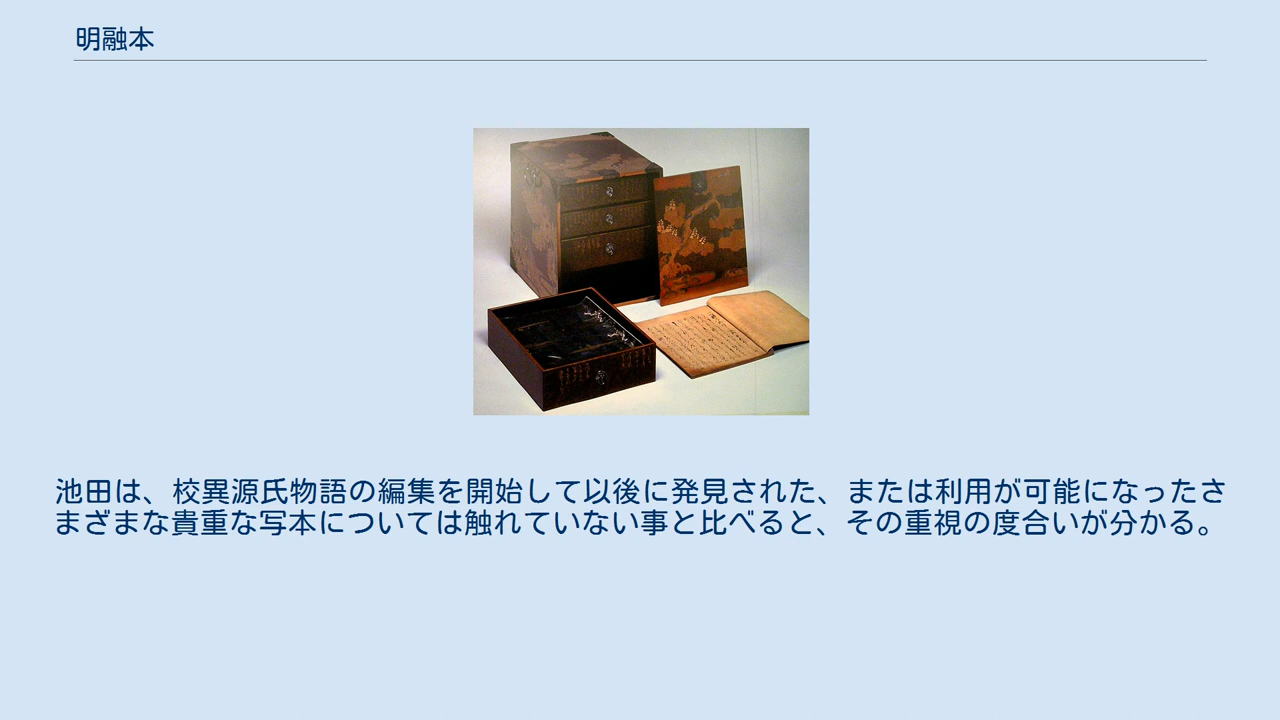 明融本
池田は、校異源氏物語の編集を開始して以後に発見された、または利用が可能になったさ
まざまな貴重な写本については触れていない事と比べると、その重視の度合いが分かる。